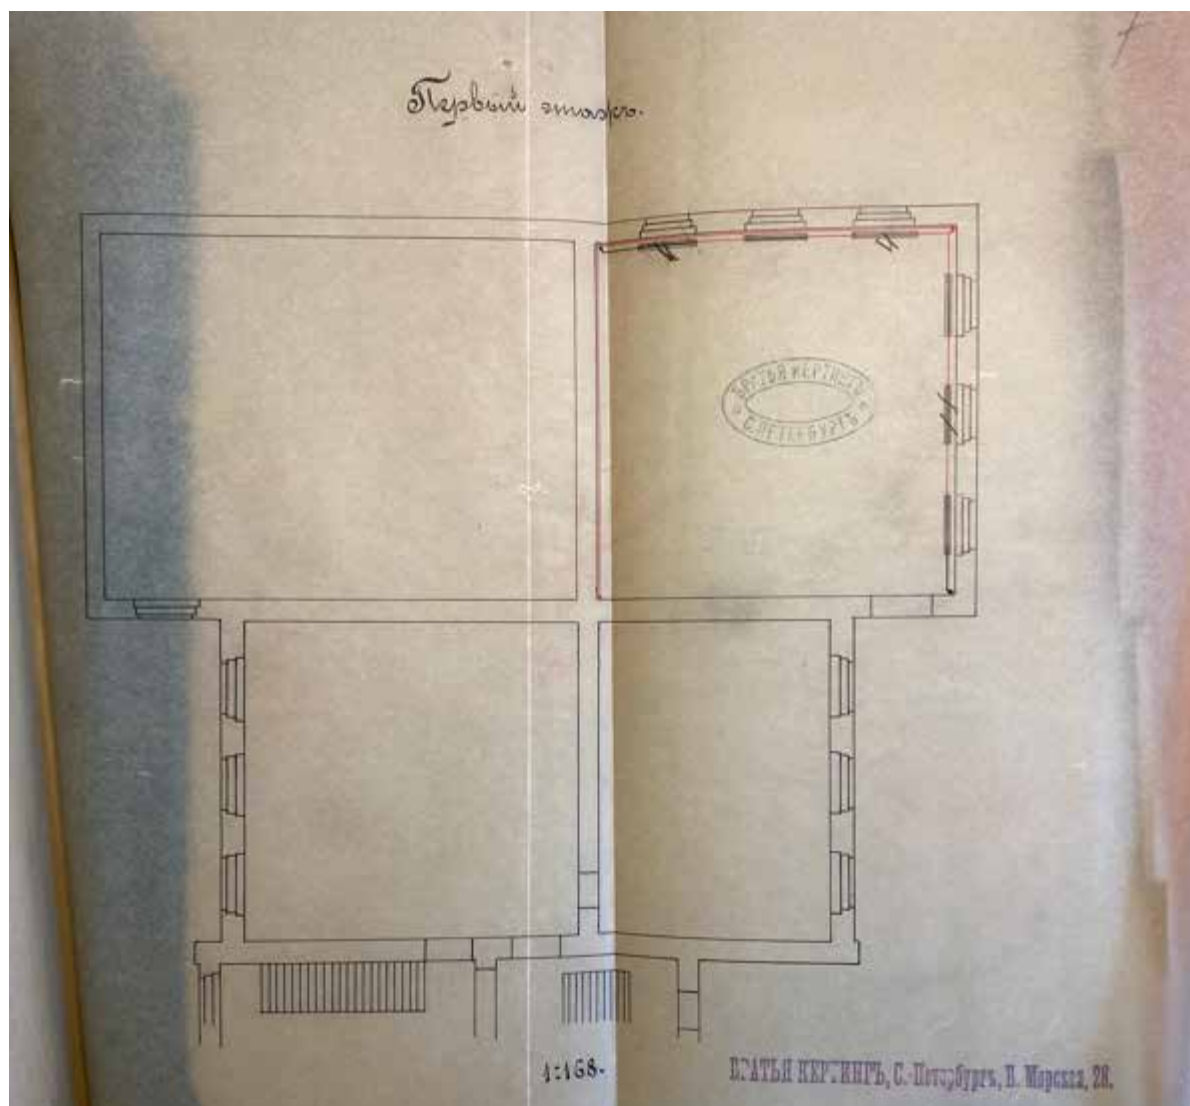 Первый этажъ.
БРАТЬЯ КЕРТИНГЪ
С.ПЕТЕРБУРГЪ
1:168.
БРАТЬЯ КЕРТИНГЪ, С.-Петербургъ, Б. Морская, 28.